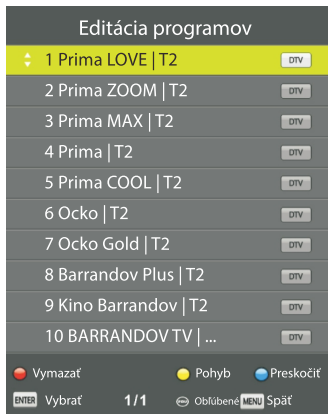 Editácia programov
1 Prima LOVE | T2 DTV
2 Prima ZOOM | T2 DTV
3 Prima MAX | T2 DTV
4 Prima | T2 DTV
5 Prima COOL | T2 DTV
6 Ocko | T2 DTV
7 Ocko Gold | T2 DTV
8 Barrandov Plus | T2 DTV
9 Kino Barrandov | T2 DTV
10 BARRANDOV TV | ... DTV
Vymazať Pohyb Preskočiť
ENTER Vybrať 1/1 Obľúbené MENU Späť